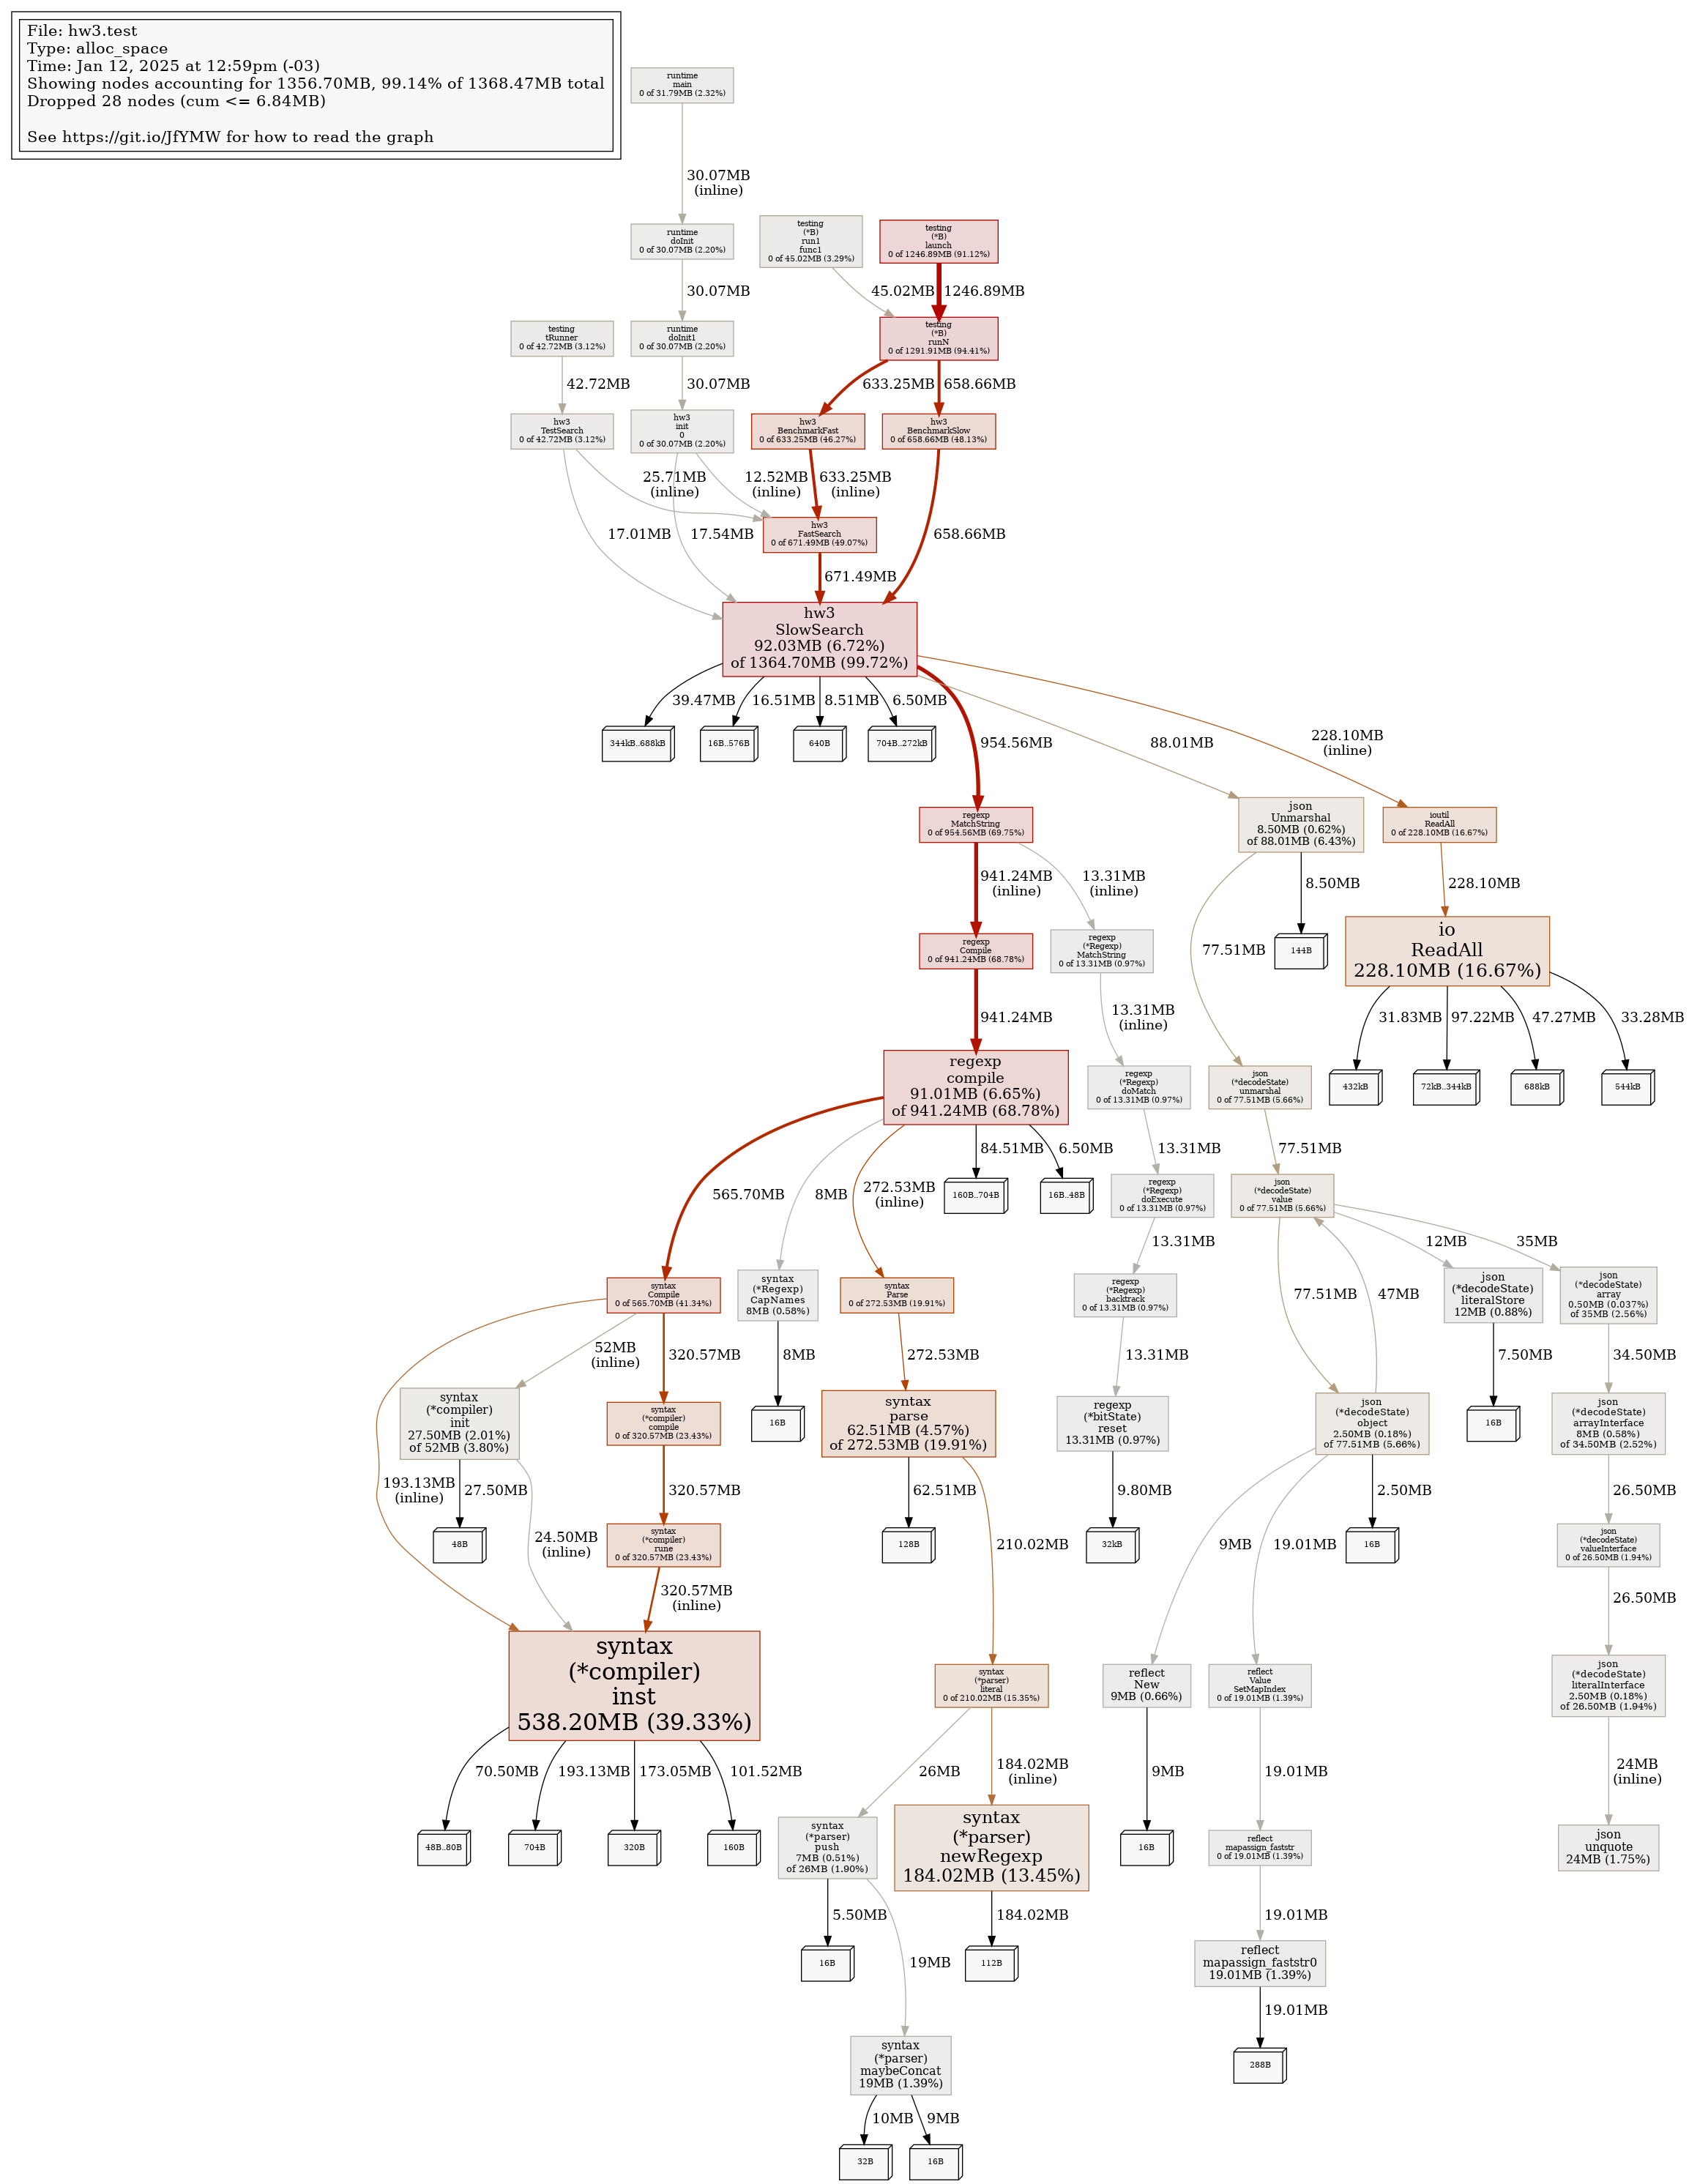 File: hw3.test
Type: alloc_space
Time: Jan 12, 2025 at 12:59pm (-03)
Showing nodes accounting for 1356.70MB, 99.14% of 1368.47MB total
Dropped 28 nodes (cum <= 6.84MB)
See https://git.io/JfYMW for how to read the graph
runtime
main
0 of 31.79MB (2.32%)
30.07MB
(inline)
runtime
doInit
0 of 30.07MB (2.20%)
testing
(*B)
run1
func1
0 of 45.02MB (3.29%)
testing
(*B)
launch
0 of 1246.89MB (91.12%)
30.07MB
45.02MB
1246.89MB
testing
tRunner
0 of 42.72MB (3.12%)
runtime
doInit1
0 of 30.07MB (2.20%)
testing
(*B)
runN
0 of 1291.91MB (94.41%)
42.72MB
30.07MB
633.25MB
658.66MB
hw3
TestSearch
0 of 42.72MB (3.12%)
hw3
init
0
0 of 30.07MB (2.20%)
hw3
BenchmarkFast
0 of 633.25MB (46.27%)
hw3
BenchmarkSlow
0 of 658.66MB (48.13%)
25.71MB
(inline)
12.52MB
(inline)
633.25MB
(inline)
17.01MB
17.54MB
hw3
FastSearch
0 of 671.49MB (49.07%)
658.66MB
671.49MB
hw3
SlowSearch
92.03MB (6.72%)
of 1364.70MB (99.72%)
39.47MB
16.51MB
8.51MB
6.50MB
344kB..688kB
16B..576B
640B
704B..272kB
954.56MB
88.01MB
228.10MB
(inline)
regexp
MatchString
0 of 954.56MB (69.75%)
json
Unmarshal
8.50MB (0.62%)
of 88.01MB (6.43%)
ioutil
ReadAll
0 of 228.10MB (16.67%)
941.24MB
(inline)
13.31MB
(inline)
8.50MB
228.10MB
regexp
Compile
0 of 941.24MB (68.78%)
regexp
(*Regexp)
MatchString
0 of 13.31MB (0.97%)
77.51MB
144B
io
ReadAll
228.10MB (16.67%)
941.24MB
13.31MB
(inline)
31.83MB
97.22MB
47.27MB
33.28MB
regexp
compile
91.01MB (6.65%)
of 941.24MB (68.78%)
regexp
(*Regexp)
doMatch
0 of 13.31MB (0.97%)
json
(*decodeState)
unmarshal
0 of 77.51MB (5.66%)
432kB
72kB..344kB
688kB
544kB
565.70MB
8MB
272.53MB
(inline)
84.51MB
6.50MB
13.31MB
77.51MB
160B..704B
16B..48B
regexp
(*Regexp)
doExecute
0 of 13.31MB (0.97%)
json
(*decodeState)
value
0 of 77.51MB (5.66%)
13.31MB
12MB
35MB
syntax
Compile
0 of 565.70MB (41.34%)
syntax
(*Regexp)
CapNames
8MB (0.58%)
syntax
Parse
0 of 272.53MB (19.91%)
regexp
(*Regexp)
backtrack
0 of 13.31MB (0.97%)
77.51MB
47MB
json
(*decodeState)
literalStore
12MB (0.88%)
json
(*decodeState)
array
0.50MB (0.037%)
of 35MB (2.56%)
52MB
(inline)
320.57MB
8MB
272.53MB
13.31MB
7.50MB
34.50MB
syntax
(*compiler)
init
27.50MB (2.01%)
of 52MB (3.80%)
syntax
(*compiler)
compile
0 of 320.57MB (23.43%)
16B
syntax
parse
62.51MB (4.57%)
of 272.53MB (19.91%)
regexp
(*bitState)
reset
13.31MB (0.97%)
json
(*decodeState)
object
2.50MB (0.18%)
of 77.51MB (5.66%)
16B
json
(*decodeState)
arrayInterface
8MB (0.58%)
of 34.50MB (2.52%)
193.13MB
(inline)
27.50MB
320.57MB
62.51MB
9.80MB
2.50MB
26.50MB
24.50MB
(inline)
48B
syntax
(*compiler)
rune
0 of 320.57MB (23.43%)
128B
210.02MB
32kB
9MB
19.01MB
16B
json
(*decodeState)
valueInterface
0 of 26.50MB (1.94%)
320.57MB
(inline)
26.50MB
syntax
(*compiler)
inst
538.20MB (39.33%)
syntax
(*parser)
literal
0 of 210.02MB (15.35%)
reflect
New
9MB (0.66%)
reflect
Value
SetMapIndex
0 of 19.01MB (1.39%)
json
(*decodeState)
literalInterface
2.50MB (0.18%)
of 26.50MB (1.94%)
70.50MB
193.13MB
173.05MB
101.52MB
26MB
184.02MB
(inline)
9MB
19.01MB
24MB
(inline)
48B..80B
704B
320B
160B
syntax
(*parser)
push
7MB (0.51%)
of 26MB (1.90%)
syntax
(*parser)
newRegexp
184.02MB (13.45%)
16B
reflect
mapassign_faststr
0 of 19.01MB (1.39%)
json
unquote
24MB (1.75%)
5.50MB
184.02MB
19.01MB
16B
19MB
112B
reflect
mapassign_faststr0
19.01MB (1.39%)
19.01MB
syntax
(*parser)
maybeConcat
19MB (1.39%)
288B
10MB
9MB
32B
16B